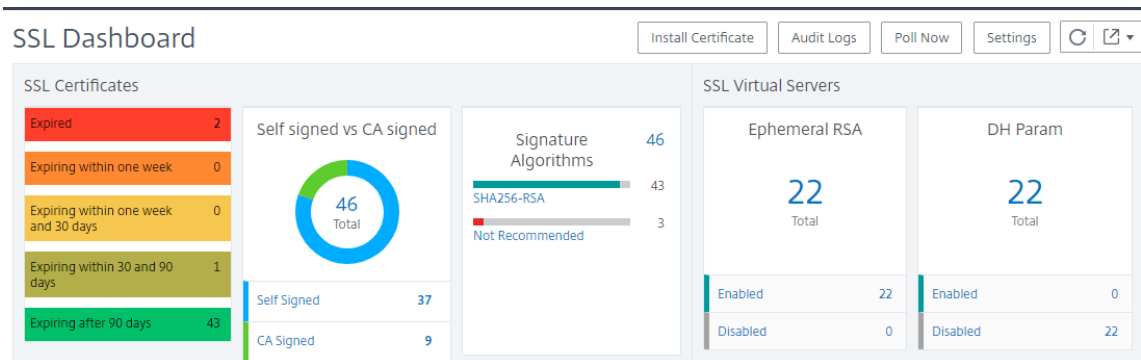 SSL Dashboard
Install Certificate
Audit Logs
Poll Now
Settings
SSL Certificates
Expired 2
Expiring within one week 0
Expiring within one week 0
and 30 days
Expiring within 30 and 90 1
days
Expiring after 90 days 43
Self signed vs CA signed
46
Total
Self Signed 37
CA Signed 9
Signature 46
Algorithms
43
SHA256-RSA
3
Not Recommended
SSL Virtual Servers
Ephemeral RSA
22
Total
Enabled 22
Disabled 0
DH Param
22
Total
Enabled 0
Disabled 22